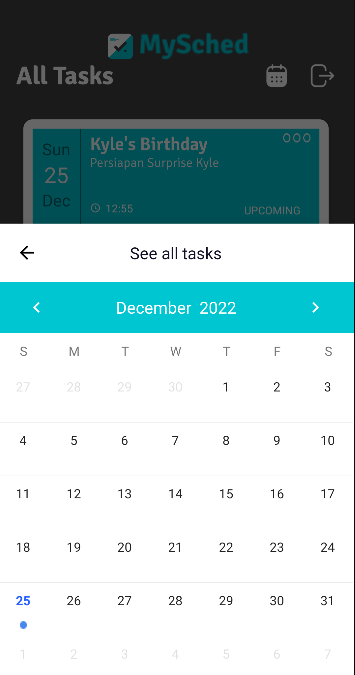 MySched
All Tasks
Sun
25
Dec
Kyle's Birthday
Persiapan Surprise Kyle
12:55
UPCOMING
See all tasks
December 2022
S M T W T F S
27 28 29 30 1 2 3
4 5 6 7 8 9 10
11 12 13 14 15 16 17
18 19 20 21 22 23 24
25 26 27 28 29 30 31
1 2 3 4 5 6 7